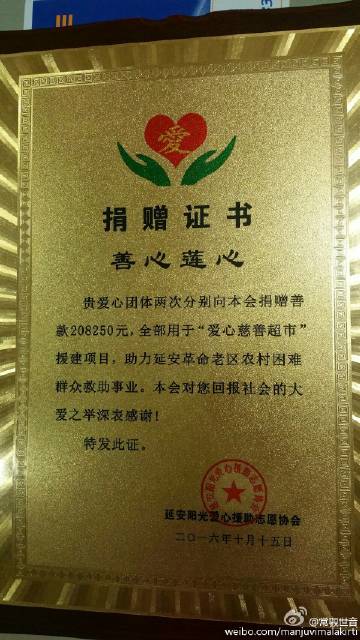 爱
捐赠证书
善心莲心
贵爱心团体两次分别向本会捐赠善
款208250元，全部用于“爱心慈善超市”
援建项目，助力延安革命老区农村困难
群众救助事业。本会对您回报社会的大
爱之举深表感谢！
特发此证。
延安阳光爱心援助志愿协会
二〇一六年十月十五日
weibo.com/manjuvimalakirti